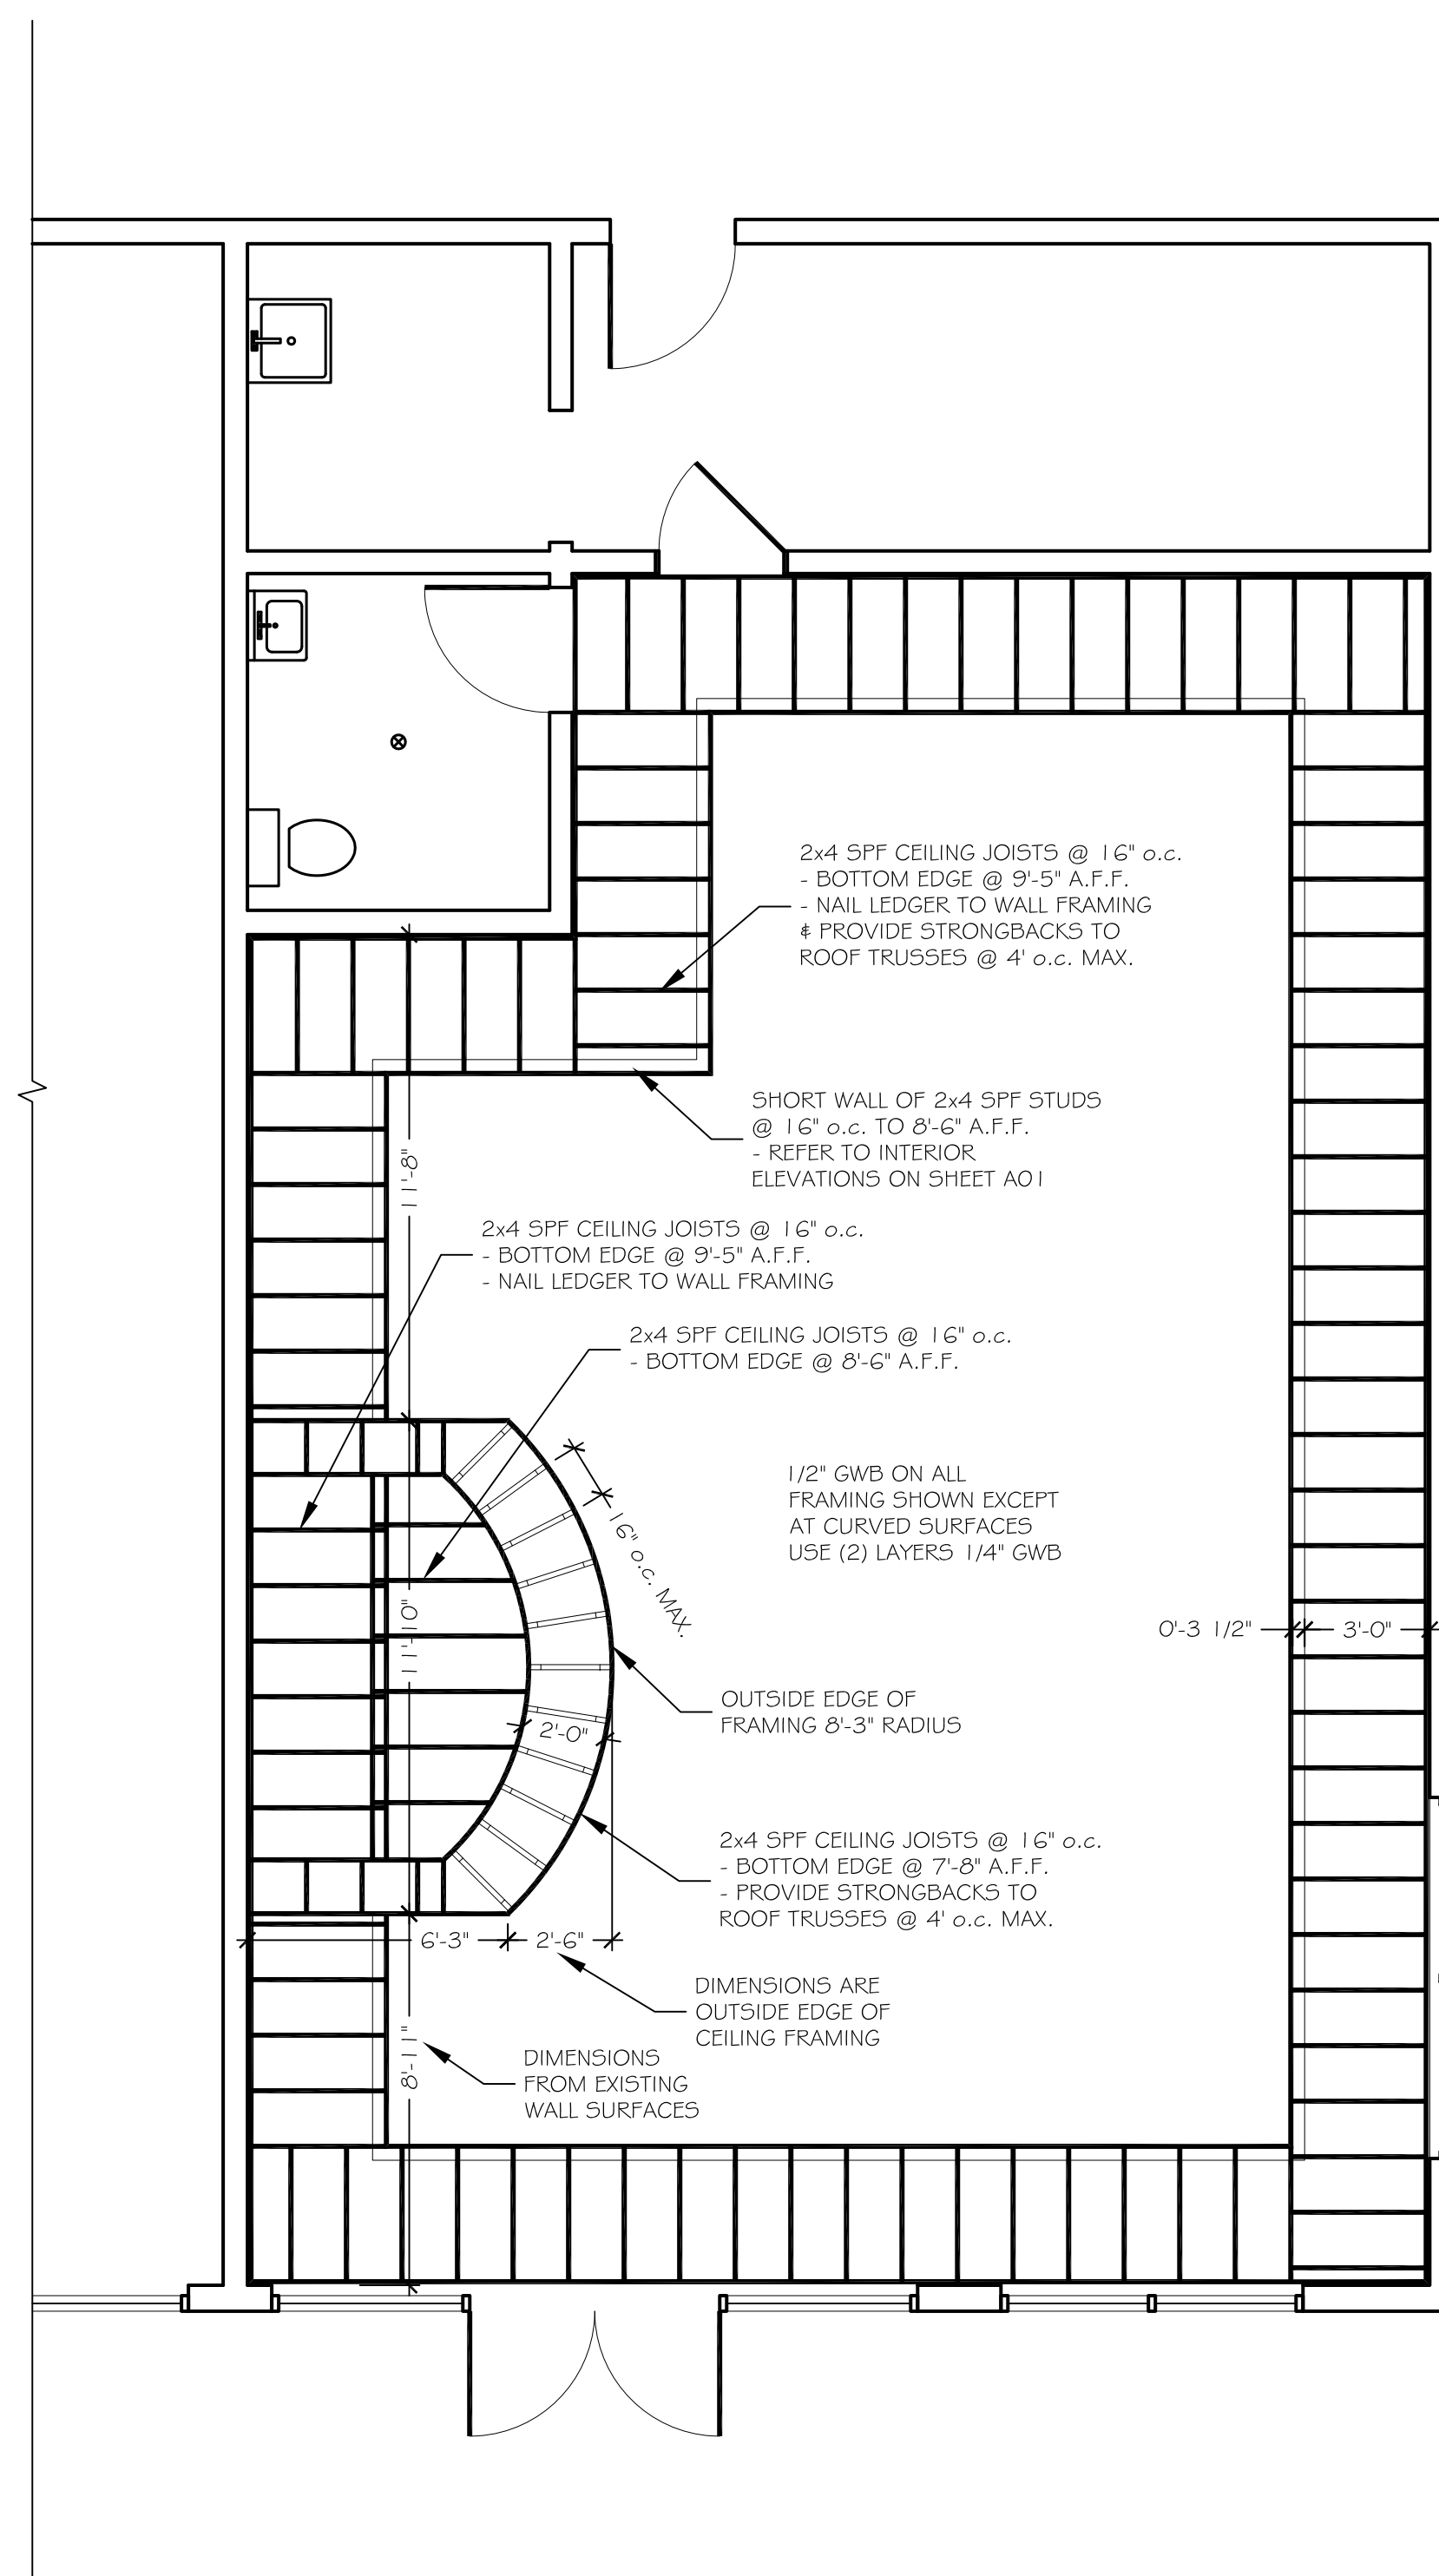 2x4 SPF CEILING JOISTS @ 16" o.c.
- BOTTOM EDGE @ 9'-5" A.F.F.
- NAIL LEDGER TO WALL FRAMING
& PROVIDE STRONGBACKS TO
ROOF TRUSSES @ 4' o.c. MAX.
SHORT WALL OF 2x4 SPF STUDS
@ 16" o.c. TO 8'-6" A.F.F.
- REFER TO INTERIOR
ELEVATIONS ON SHEET A01
11'-8"
2x4 SPF CEILING JOISTS @ 16" o.c.
- BOTTOM EDGE @ 9'-5" A.F.F.
- NAIL LEDGER TO WALL FRAMING
2x4 SPF CEILING JOISTS @ 16" o.c.
- BOTTOM EDGE @ 8'-6" A.F.F.
1/2" GWB ON ALL
FRAMING SHOWN EXCEPT
AT CURVED SURFACES
USE (2) LAYERS 1/4" GWB
16" o.c. MAX.
11'-10"
0'-3 1/2"
3'-0"
OUTSIDE EDGE OF
FRAMING 8'-3" RADIUS
2'-0"
2x4 SPF CEILING JOISTS @ 16" o.c.
- BOTTOM EDGE @ 7'-8" A.F.F.
- PROVIDE STRONGBACKS TO
ROOF TRUSSES @ 4' o.c. MAX.
6'-3"
2'-6"
DIMENSIONS ARE
OUTSIDE EDGE OF
CEILING FRAMING
8'-11"
DIMENSIONS
FROM EXISTING
WALL SURFACES